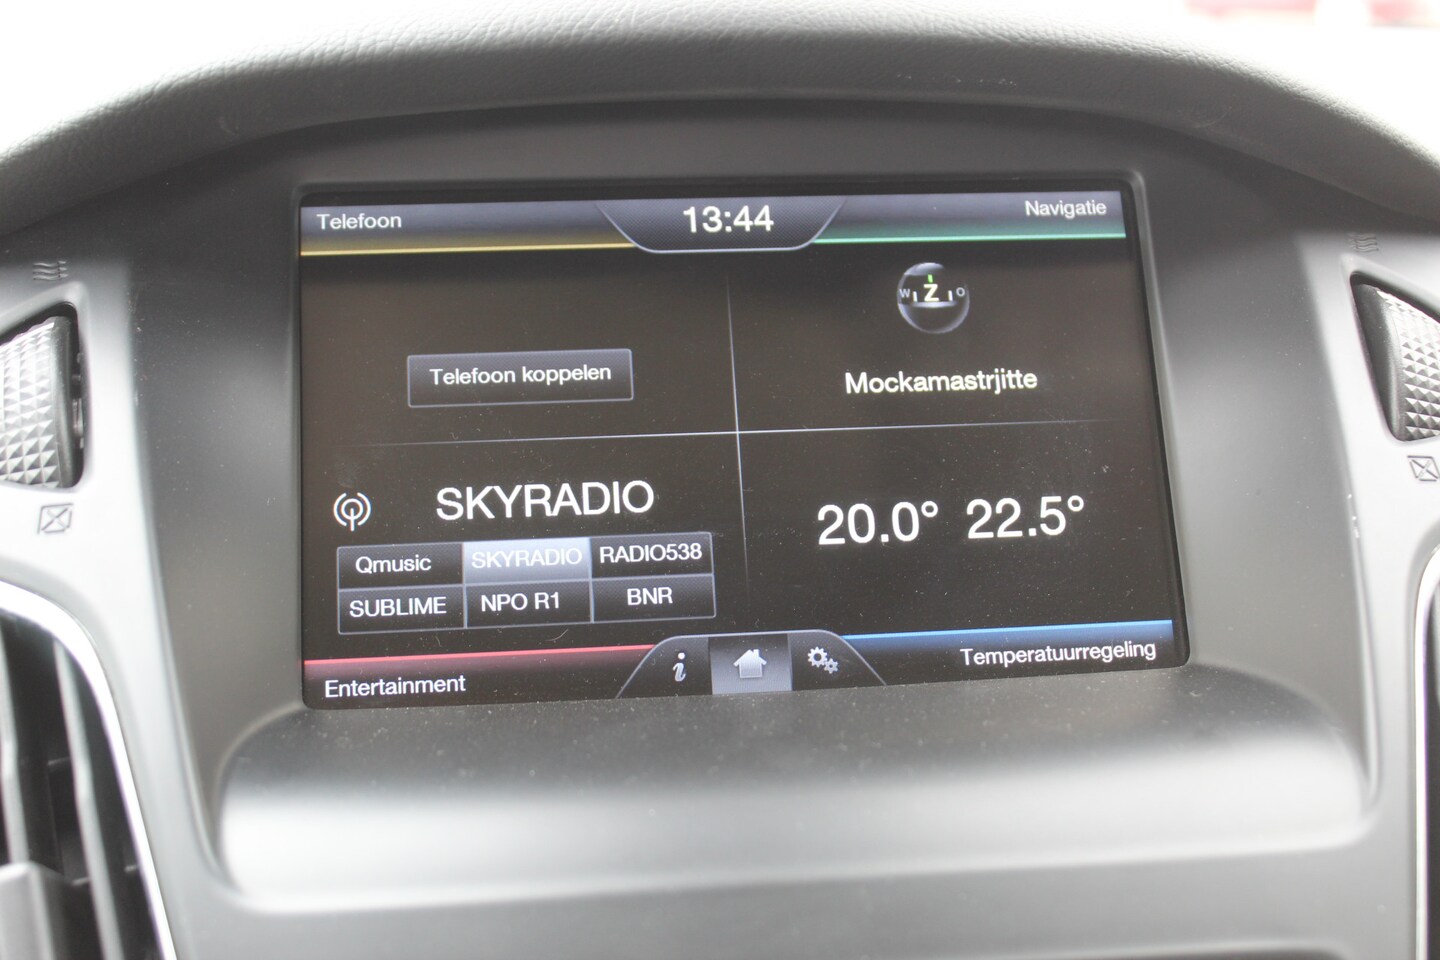 Telefoon
13:44
Navigatie
W Z O
Telefoon koppelen
Mockamastrjitte
SKYRADIO
20.0° 22.5°
Qmusic SKYRADIO RADIO538
SUBLIME NPO R1 BNR
Entertainment
i
Temperatuurregeling